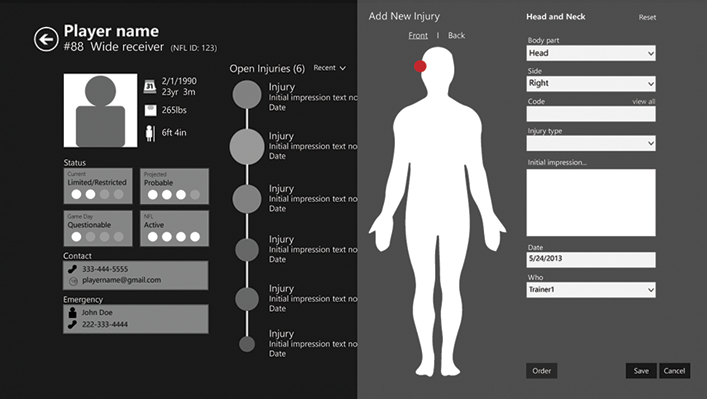 Player name
#88 Wide receiver (NFL ID: 123)
31
2/1/1990
23yr 3m
265lbs
6ft 4in
Status
Current
Limited/Restricted
Projected
Probable
Game Day
Questionable
NFL
Active
Contact
333-444-5555
playername@gmail.com
Emergency
John Doe
222-333-4444
Open Injuries (6) Recent
Injury
Initial impression text no
Date
Injury
Initial impression text no
Date
Injury
Initial impression text no
Date
Injury
Initial impression text no
Date
Injury
Initial impression text no
Date
Injury
Initial impression text no
Date
Add New Injury
Front | Back
Head and Neck Reset
Body part
Head
Side
Right
Code view all
Injury type
Initial impression...
Date
5/24/2013
Who
Trainer1
Order Save Cancel